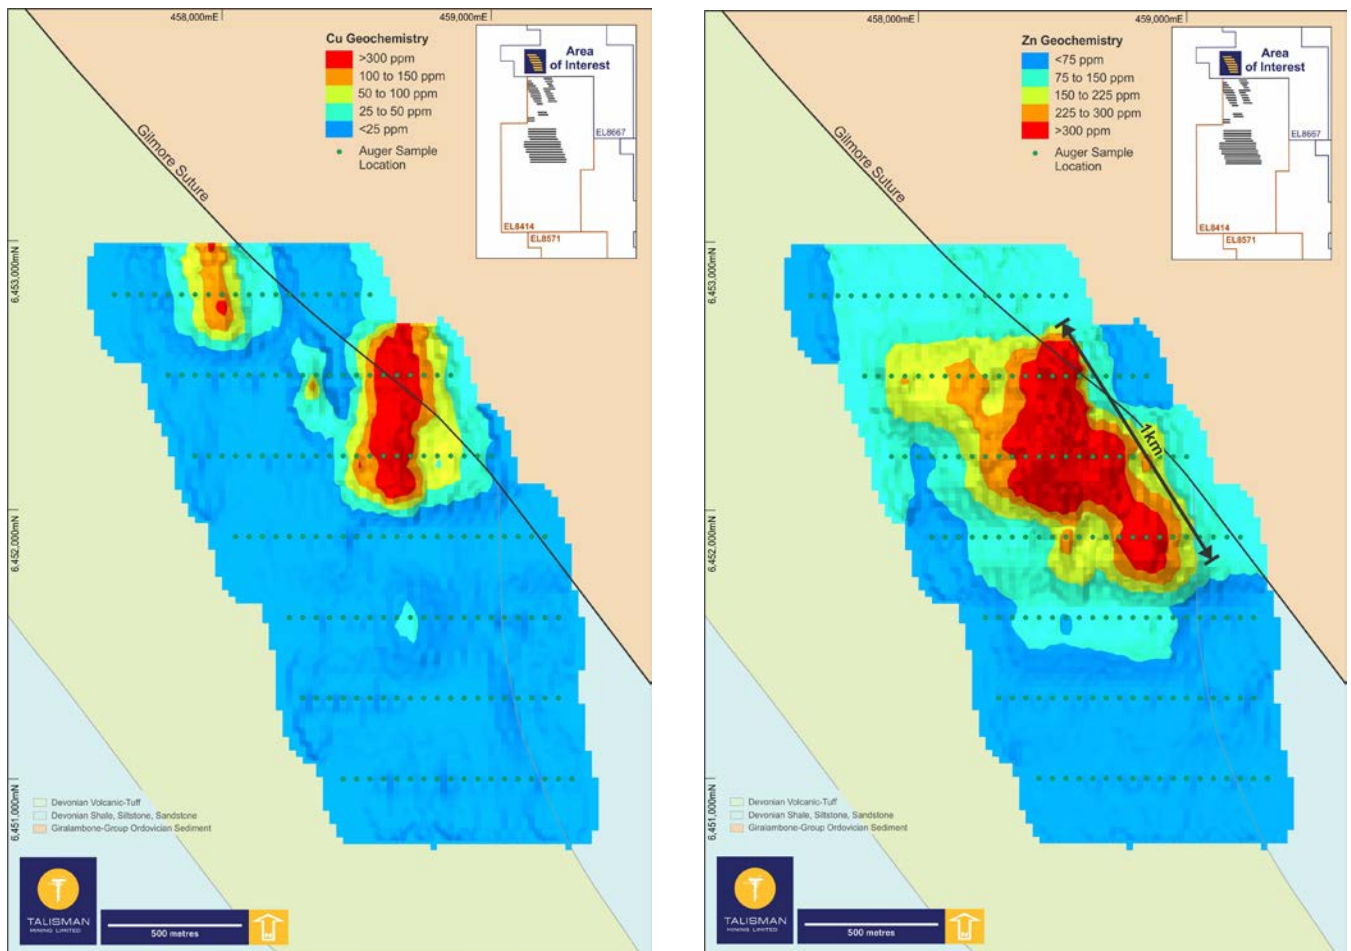 458,000mE
459,000mE
Cu Geochemistry
>300 ppm
100 to 150 ppm
50 to 100 ppm
25 to 50 ppm
<25 ppm
Auger Sample
Location
Area
of Interest
EL8667
EL8414
EL8571
Gilmore Suture
6,453,000mN
6,452,000mN
6,451,000mN
Devonian Volcanic-Tuff
Devonian Shale, Siltstone, Sandstone
Giralambone-Group Ordovician Sediment
TALISMAN
MINING LIMITED
500 metres
458,000mE
459,000mE
Zn Geochemistry
<75 ppm
75 to 150 ppm
150 to 225 ppm
225 to 300 ppm
>300 ppm
Auger Sample
Location
Area
of Interest
EL8667
EL8414
EL8571
Gilmore Suture
1km
6,453,000mN
6,452,000mN
6,451,000mN
Devonian Volcanic-Tuff
Devonian Shale, Siltstone, Sandstone
Giralambone-Group Ordovician Sediment
TALISMAN
MINING LIMITED
500 metres